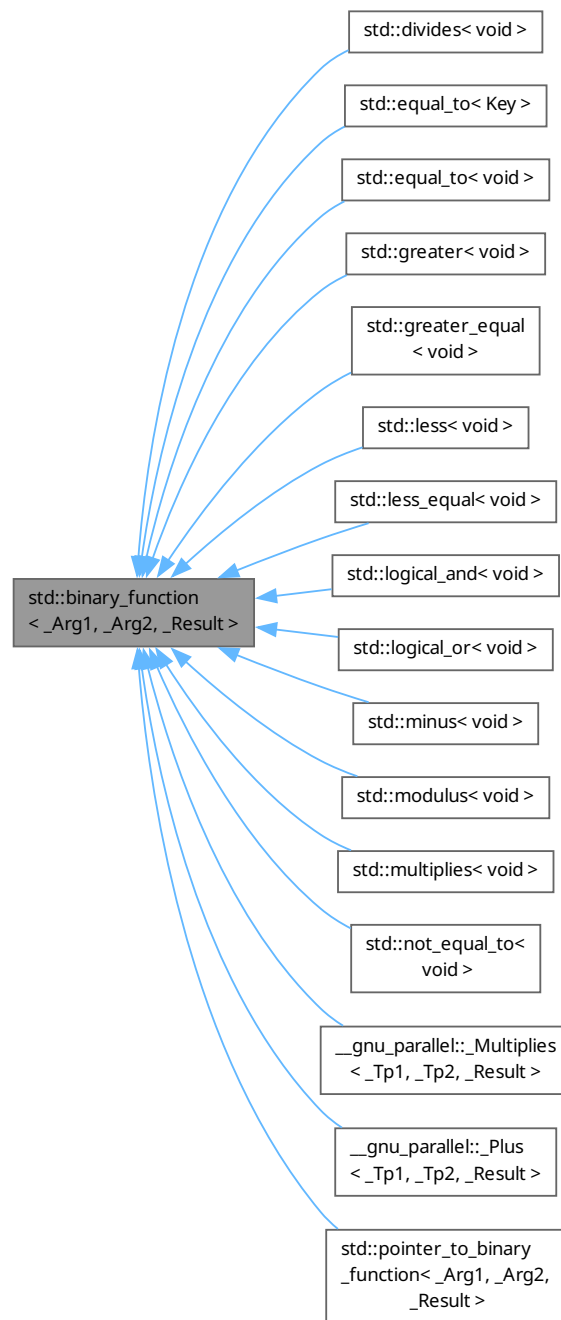 std::divides< void >
std::equal_to< Key >
std::equal_to< void >
std::greater< void >
std::greater_equal
< void >
std::less< void >
std::less_equal< void >
std::logical_and< void >
std::binary_function
< _Arg1, _Arg2, _Result >
std::logical_or< void >
std::minus< void >
std::modulus< void >
std::multiplies< void >
std::not_equal_to<
void >
__gnu_parallel::_Multiplies
< _Tp1, _Tp2, _Result >
__gnu_parallel::_Plus
< _Tp1, _Tp2, _Result >
std::pointer_to_binary
_function< _Arg1, _Arg2,
_Result >